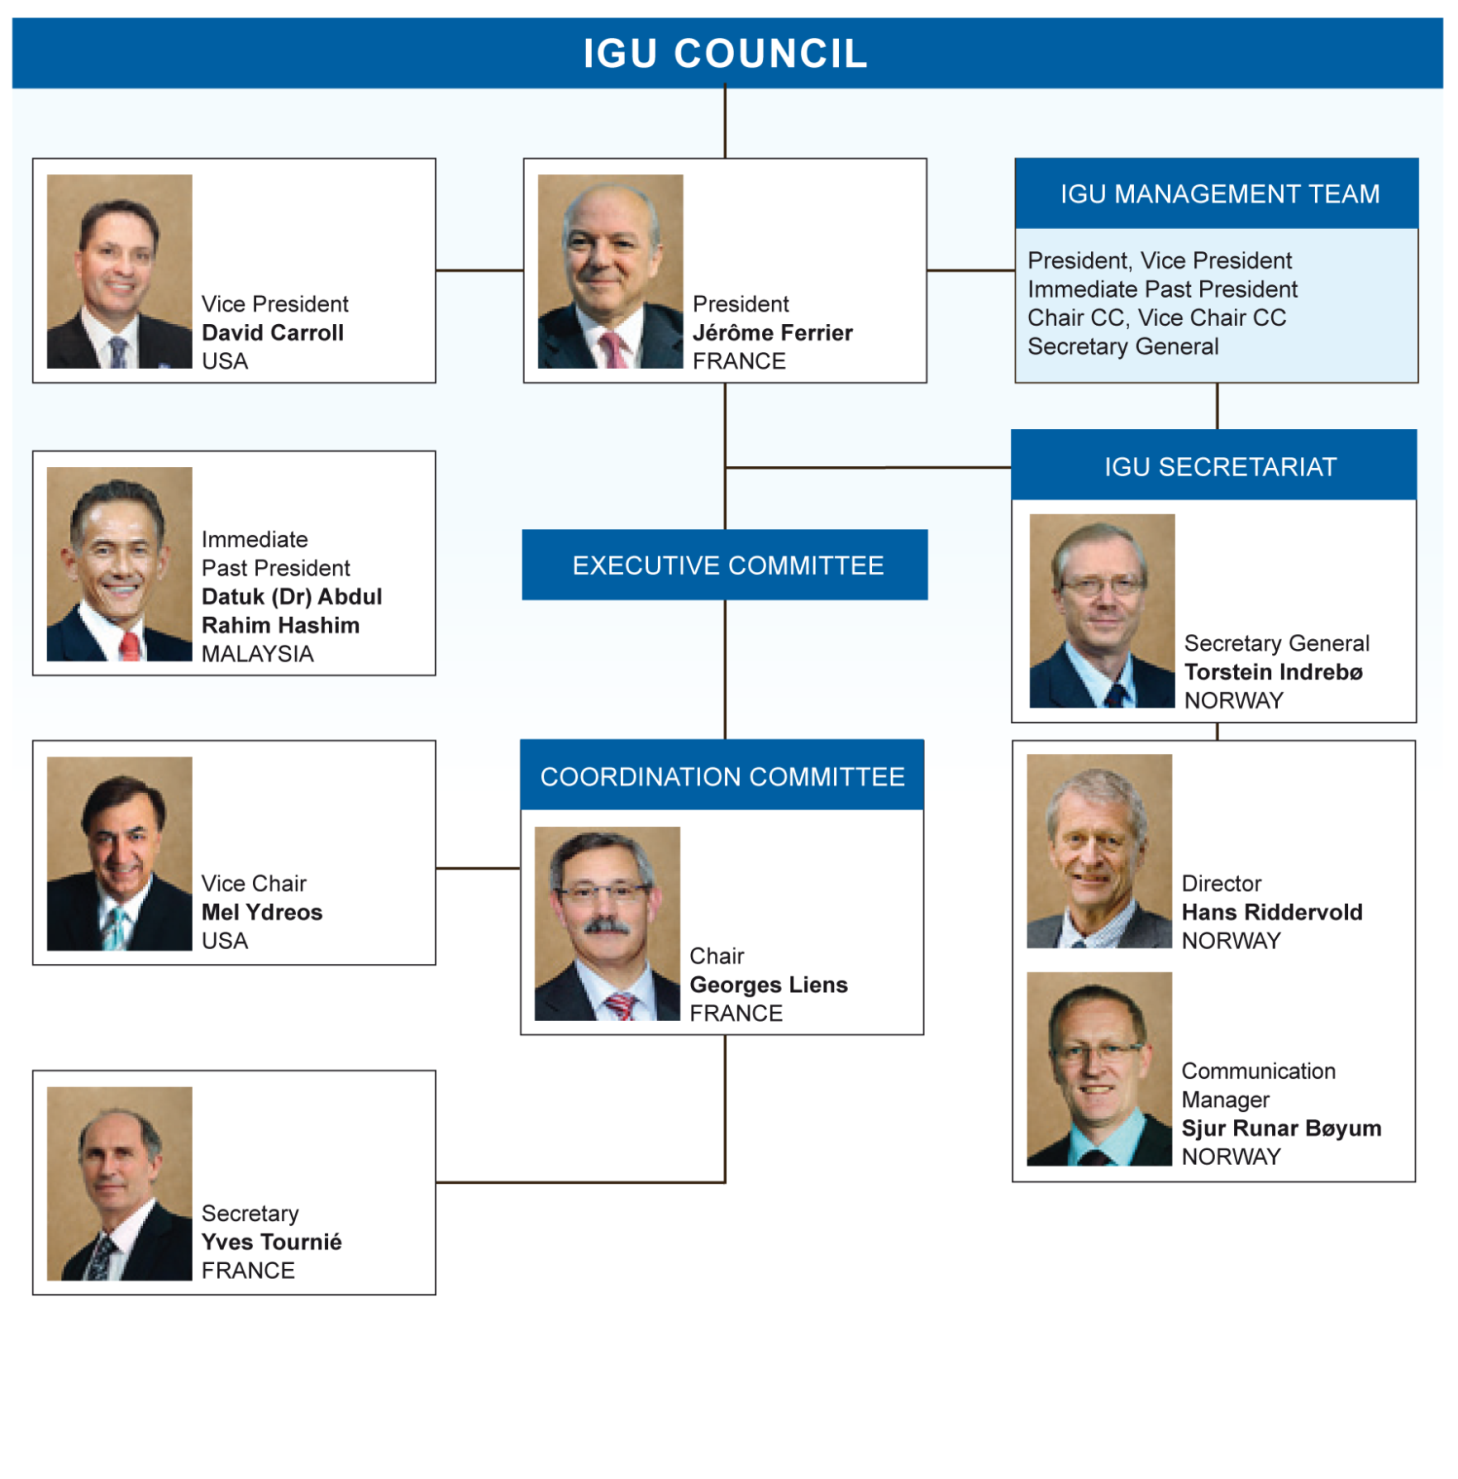 IGU COUNCIL
Vice President
David Carroll
USA
President
Jérôme Ferrier
FRANCE
IGU MANAGEMENT TEAM
President, Vice President
Immediate Past President
Chair CC, Vice Chair CC
Secretary General
Immediate
Past President
Datuk (Dr) Abdul
Rahim Hashim
MALAYSIA
EXECUTIVE COMMITTEE
IGU SECRETARIAT
Secretary General
Torstein Indrebø
NORWAY
Vice Chair
Mel Ydreos
USA
COORDINATION COMMITTEE
Chair
Georges Liens
FRANCE
Director
Hans Riddervold
NORWAY
Communication
Manager
Sjur Runar Bøyum
NORWAY
Secretary
Yves Tournié
FRANCE